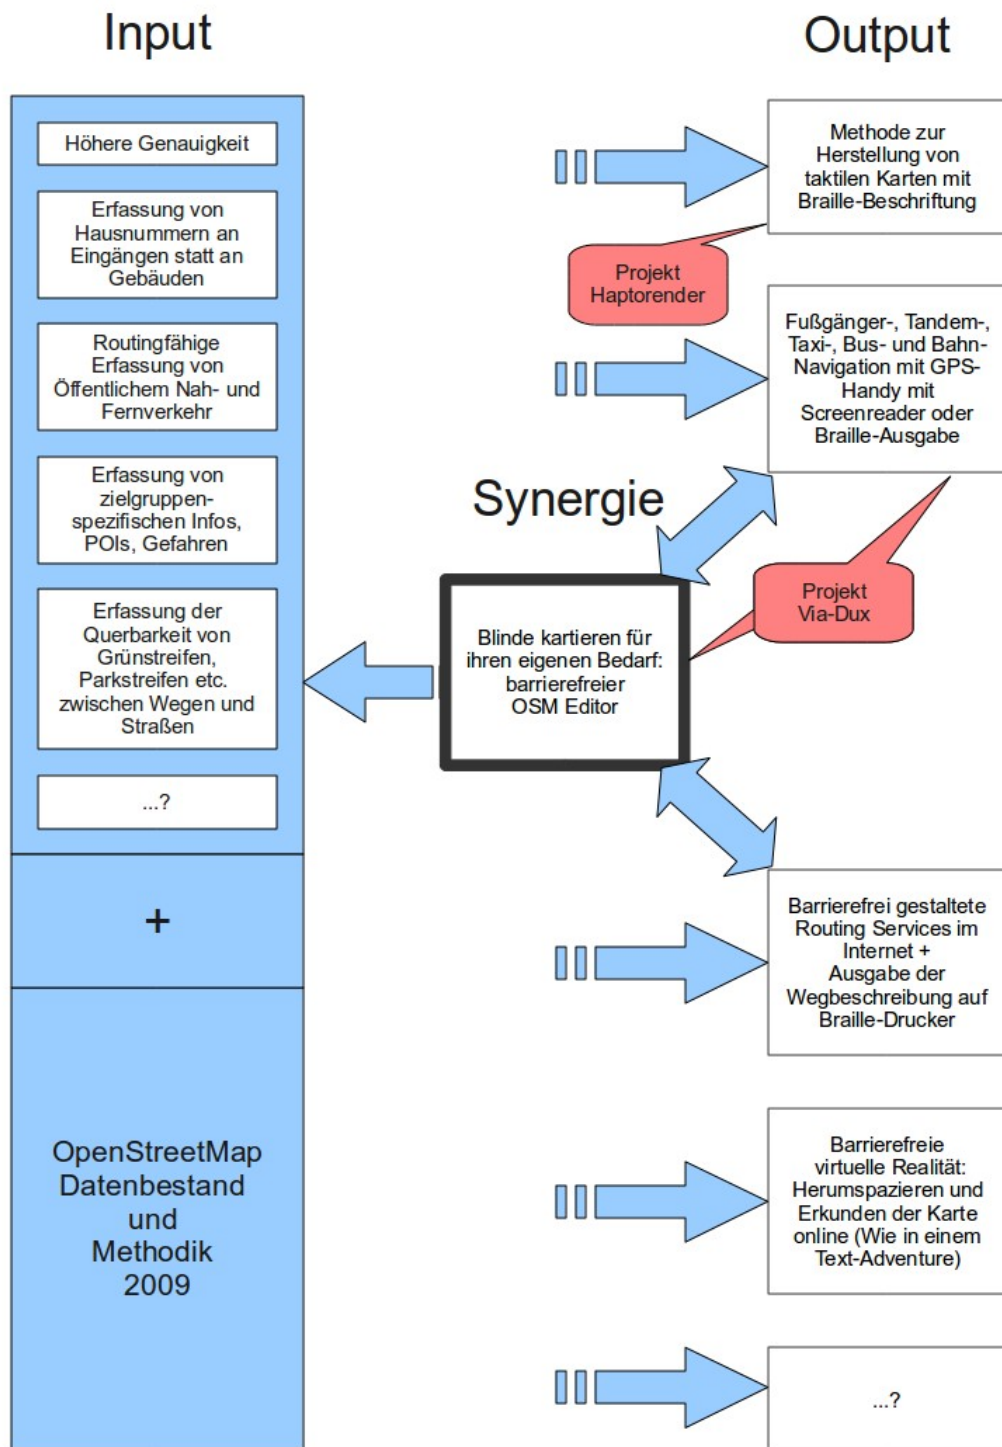 Input
Höhere Genauigkeit
Erfassung von
Hausnummern an
Eingängen statt an
Gebäuden
Routingfähige
Erfassung von
Öffentlichem Nah- und
Fernverkehr
Erfassung von
zielgruppen-
spezifischen Infos,
POIs, Gefahren
Erfassung der
Querbarkeit von
Grünstreifen,
Parkstreifen etc.
zwischen Wegen und
Straßen
...?
+
OpenStreetMap
Datenbestand
und
Methodik
2009
Synergie
Blinde kartieren für
ihren eigenen Bedarf:
barrierefreier
OSM Editor
Output
Methode zur
Herstellung von
taktilen Karten mit
Braille-Beschriftung
Projekt
Haptorender
Fußgänger-, Tandem-,
Taxi-, Bus- und Bahn-
Navigation mit GPS-
Handy mit
Screenreader oder
Braille-Ausgabe
Projekt
Via-Dux
Barrierefrei gestaltete
Routing Services im
Internet +
Ausgabe der
Wegbeschreibung auf
Braille-Drucker
Barrierefreie
virtuelle Realität:
Herumspazieren und
Erkunden der Karte
online (Wie in einem
Text-Adventure)
...?